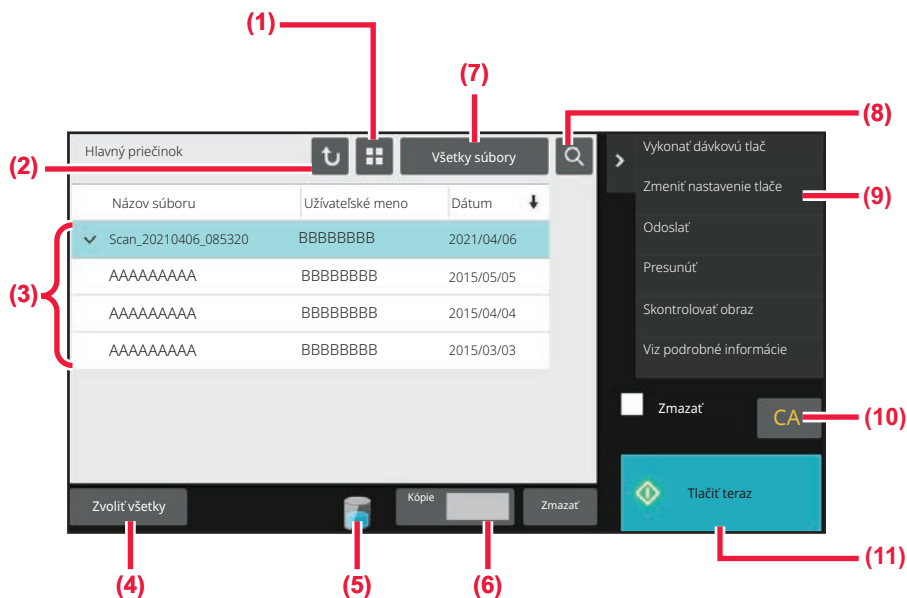 (1)
(7)
(8)
(2)
Hlavný priečinok
Všetky súbory
Vykonať dávkovú tlač
Názov súboru Užívateľské meno Dátum
Zmeniť nastavenie tlače
(9)
(3)
Scan_20210406_085320 BBBBBBBB 2021/04/06
Odoslať
AAAAAAAAA BBBBBBBB 2015/05/05
Presunúť
AAAAAAAAA BBBBBBBB 2015/04/04
Skontrolovať obraz
AAAAAAAAA BBBBBBBB 2015/03/03
Viz podrobné informácie
Zmazať
CA
(10)
Zvoliť všetky
Kópie
Zmazať
Tlačiť teraz
(4)
(5)
(6)
(11)